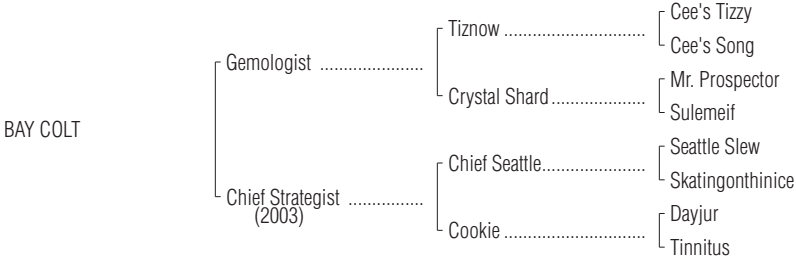 Cee's Tizzy
Tiznow ..............................
Cee's Song
Gemologist ......................
Mr. Prospector
Crystal Shard....................
Sulemeif
BAY COLT
Seattle Slew
Chief Seattle......................
Skatingonthinice
Chief Strategist ................
(2003)
Dayjur
Cookie ..............................
Tinnitus